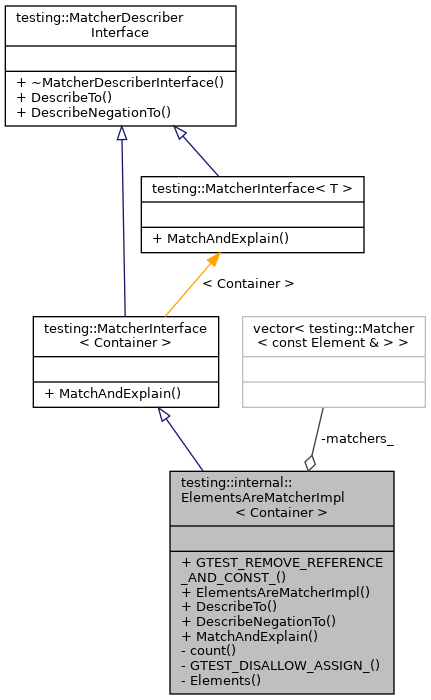 testing::MatcherDescriber
Interface
+ ~MatcherDescriberInterface()
+ DescribeTo()
+ DescribeNegationTo()
testing::MatcherInterface< T >
+ MatchAndExplain()
< Container >
testing::MatcherInterface
< Container >
+ MatchAndExplain()
vector< testing::Matcher
< const Element & > >
-matchers_
testing::internal::
ElementsAreMatcherImpl
< Container >
+ GTEST_REMOVE_REFERENCE
_AND_CONST_()
+ ElementsAreMatcherImpl()
+ DescribeTo()
+ DescribeNegationTo()
+ MatchAndExplain()
- count()
- GTEST_DISALLOW_ASSIGN_()
- Elements()